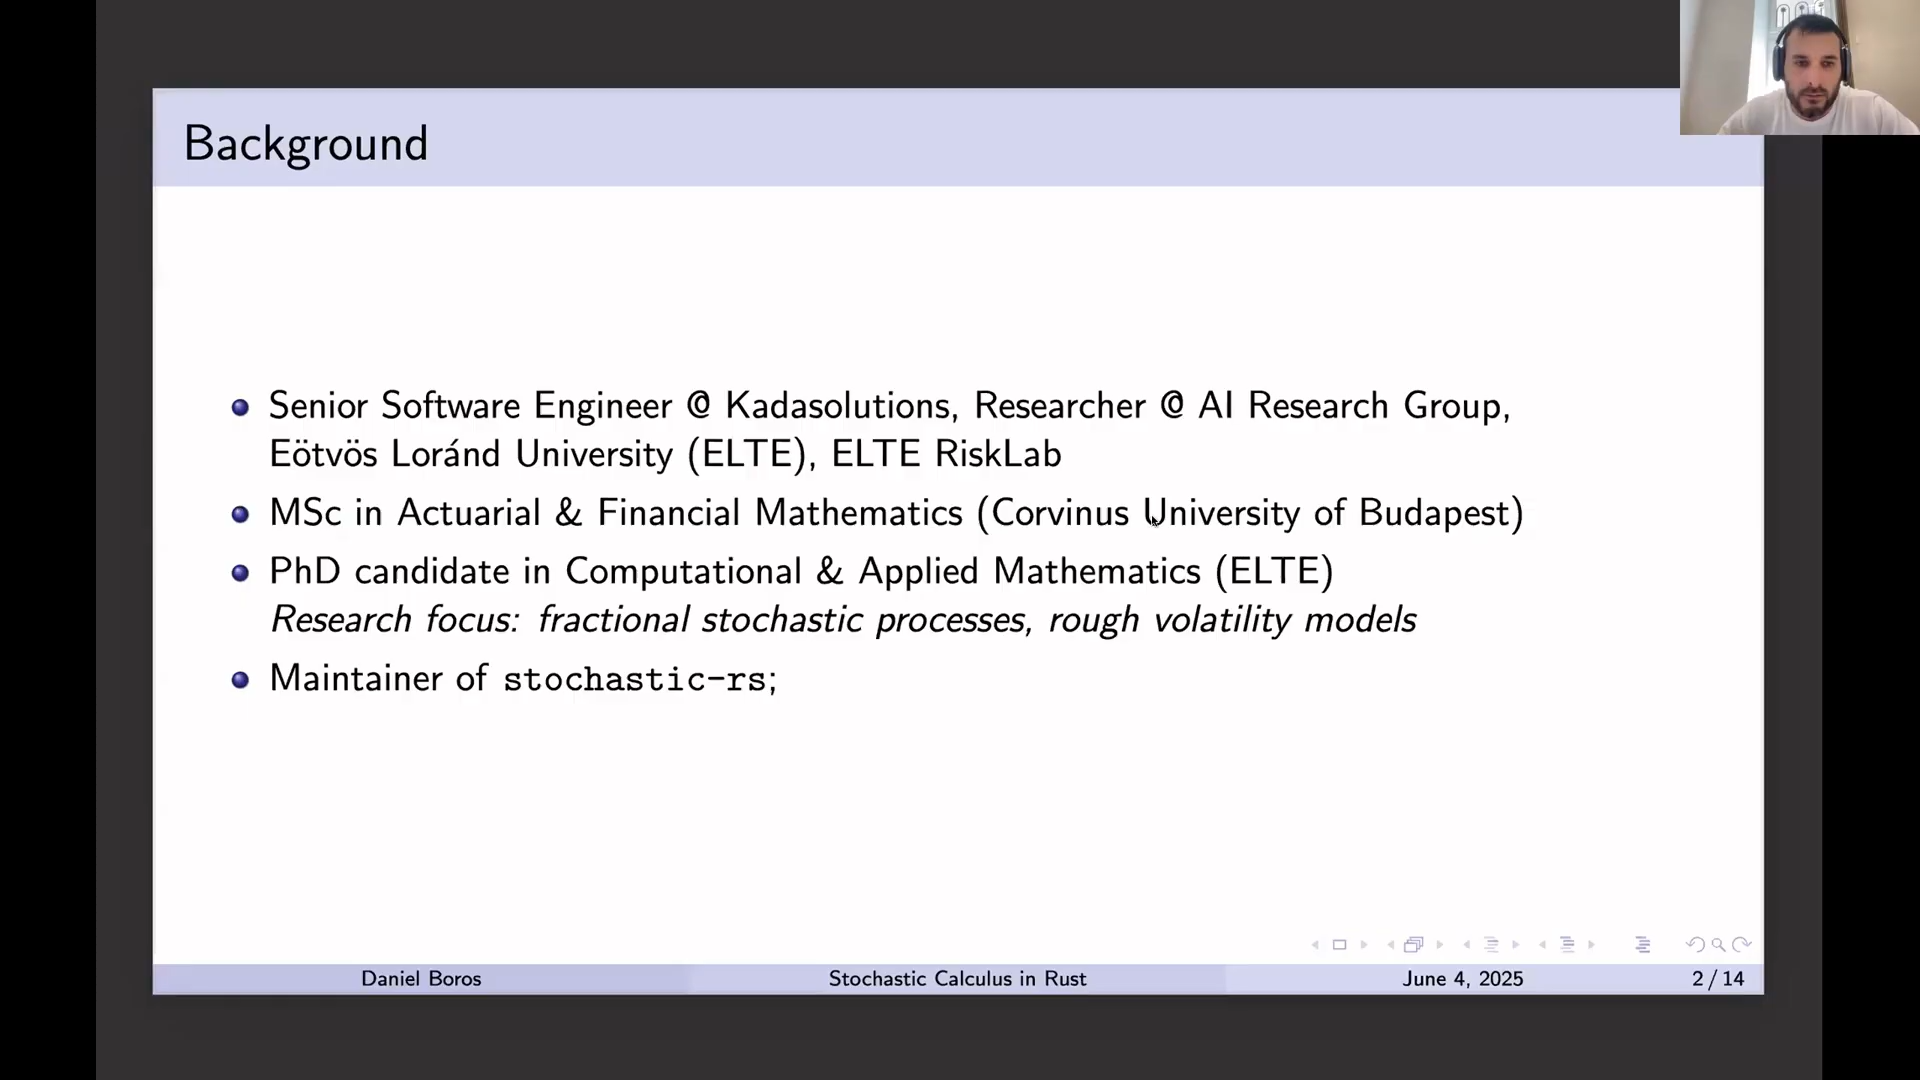 Background
Senior Software Engineer @ Kadasolutions, Researcher @ AI Research Group,
Eötvös Loránd University (ELTE), ELTE RiskLab
MSc in Actuarial & Financial Mathematics (Corvinus University of Budapest)
PhD candidate in Computational & Applied Mathematics (ELTE)
Research focus: fractional stochastic processes, rough volatility models
Maintainer of stochastic-rs;
Daniel Boros
Stochastic Calculus in Rust
June 4, 2025
2 / 14